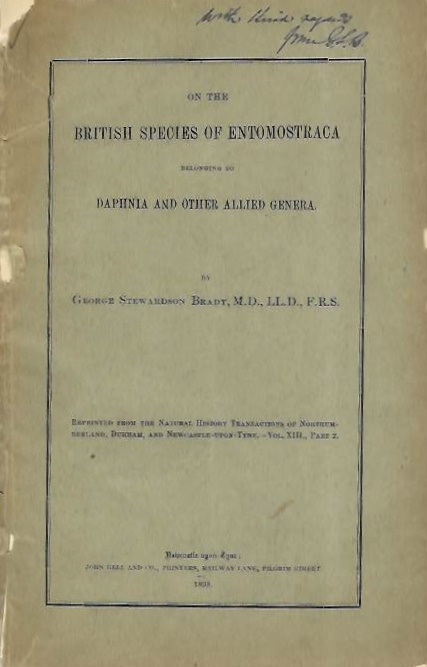 with kind regards
from G.S.B.
ON THE
BRITISH SPECIES OF ENTOMOSTRACA
BELONGING TO
DAPHNIA AND OTHER ALLIED GENERA.
BY
GEORGE STEWARDSON BRADY, M.D., LL.D., F.R.S.
REPRINTED FROM THE NATURAL HISTORY TRANSACTIONS OF NORTHUM-
BERLAND, DURHAM, AND NEWCASTLE-UPON-TYNE.—VOL. XIII., PART 2.
Newcastle-upon-Tyne:
JOHN BELL AND CO., PRINTERS, RAILWAY LANE, PILGRIM STREET